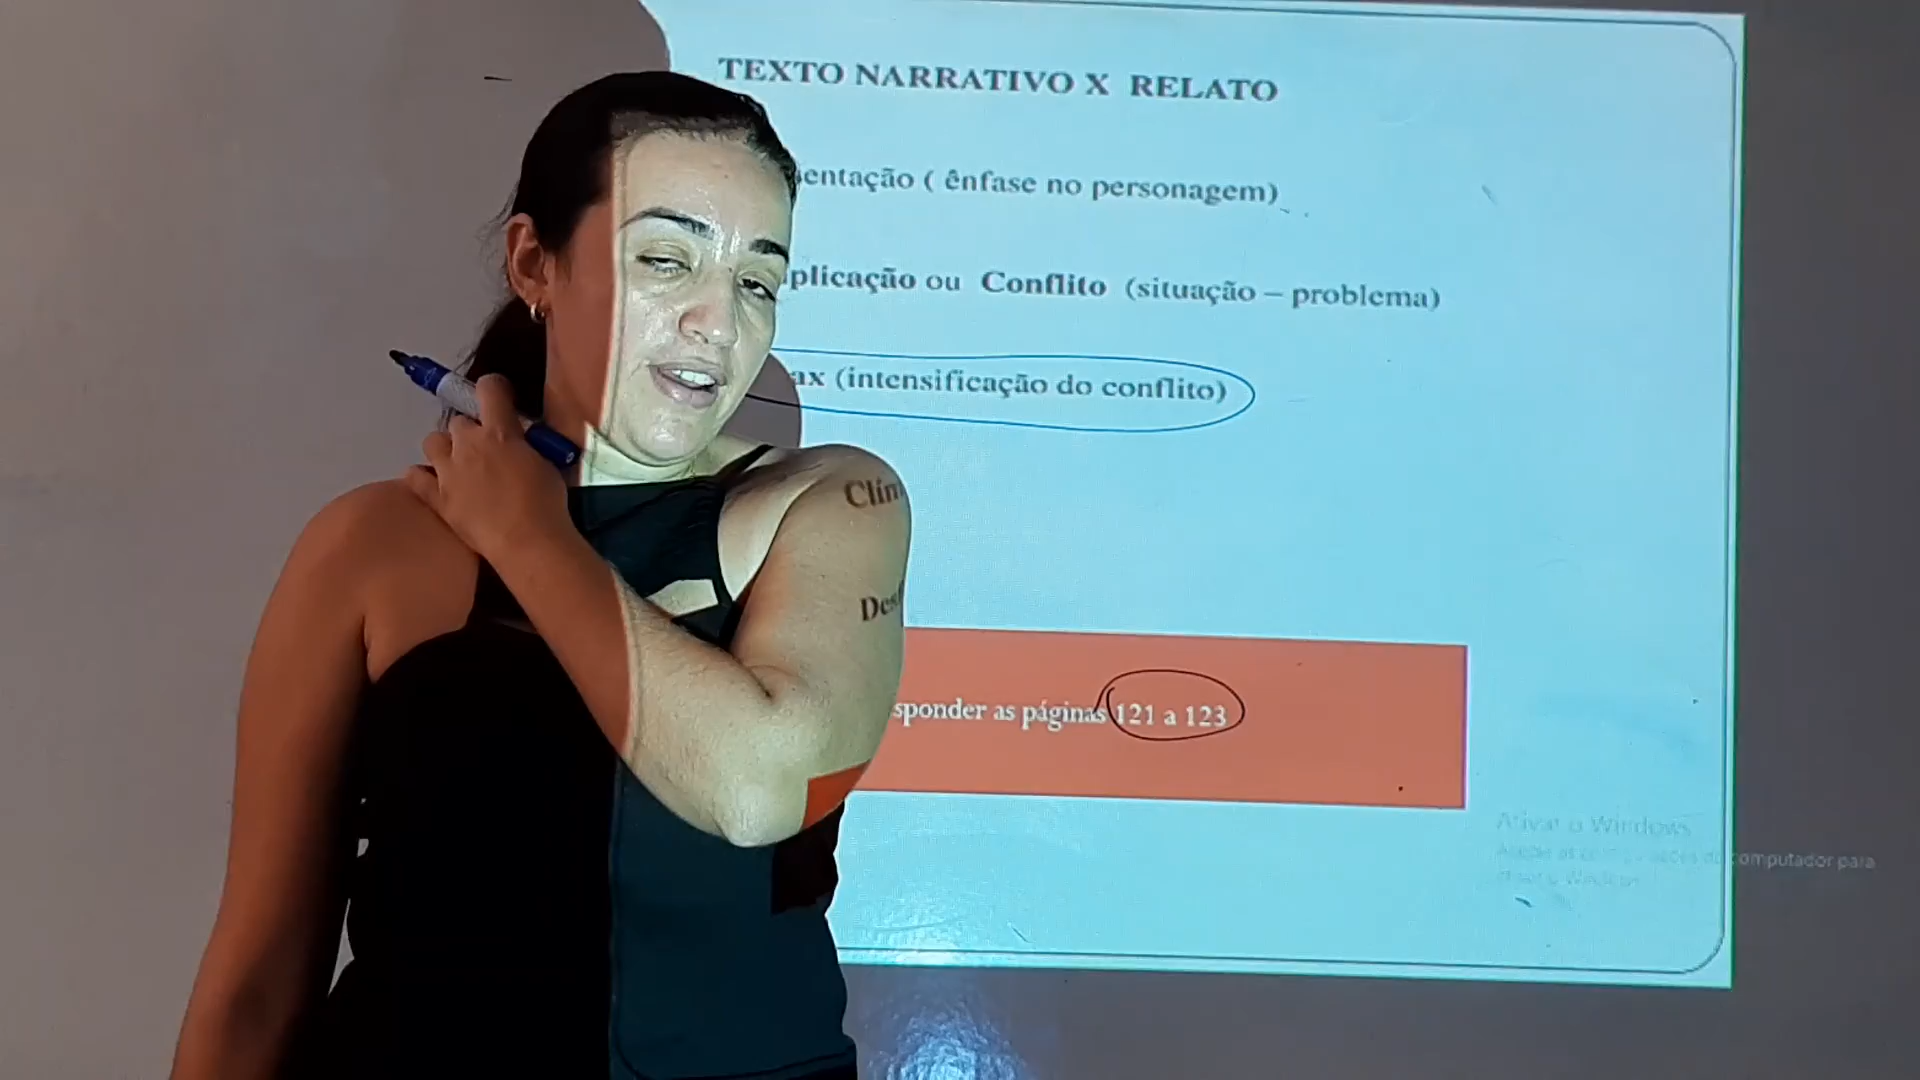 TEXTO NARRATIVO X RELATO
sentação ( ênfase no personagem)
plicação ou Conflito (situação – problema)
ax (intensificação do conflito)
Clím
Des
sponder as páginas 121 a 123
Ativar o Windows
computador para